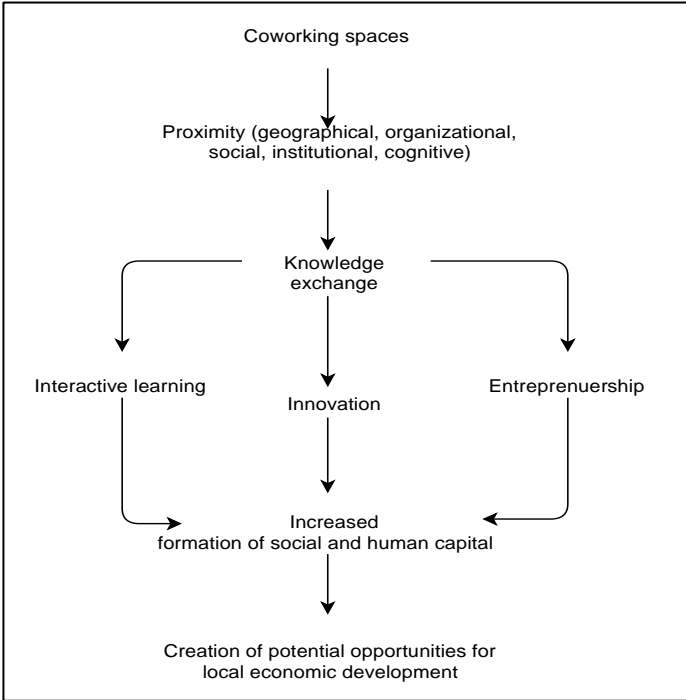 Coworking spaces
Proximity (geographical, organizational,
social, institutional, cognitive)
Knowledge
exchange
Interactive learning
Innovation
Entreprenuership
Increased
formation of social and human capital
Creation of potential opportunities for
local economic development